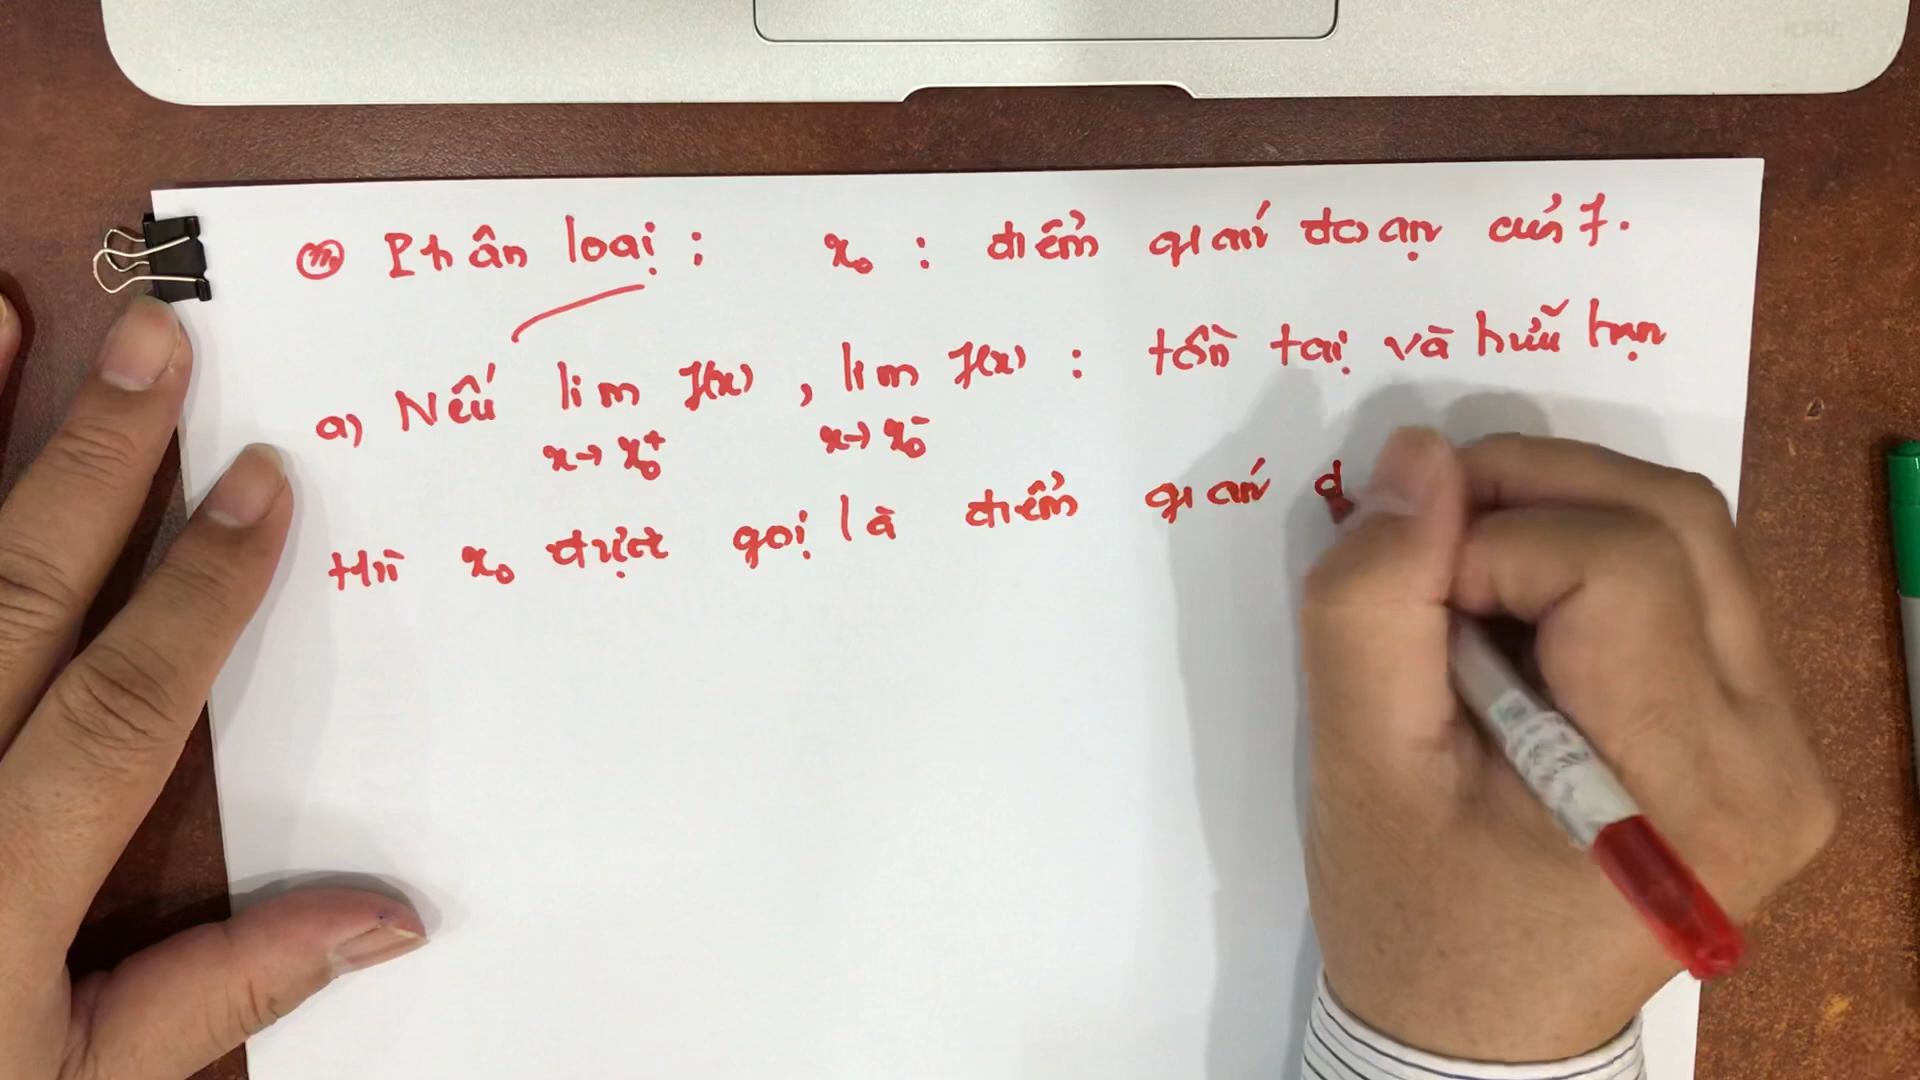 Phân loại : x₀ : điểm gián đoạn của f.
a) Nếu lim f(x) , lim f(x) : tồn tại và hữu hạn
x→x₀⁺ x→x₀⁻
thì x₀ được gọi là điểm gián đ